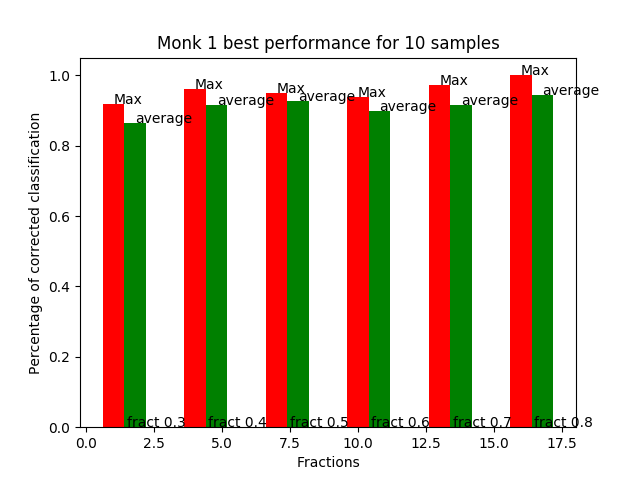 Monk 1 best performance for 10 samples
Percentage of corrected classification
1.0
0.8
0.6
0.4
0.2
0.0
Max
average
Max
average
Max
average
Max
average
Max
average
Max
average
fract 0.3
fract 0.4
fract 0.5
fract 0.6
fract 0.7
fract 0.8
0.0 2.5 5.0 7.5 10.0 12.5 15.0 17.5
Fractions